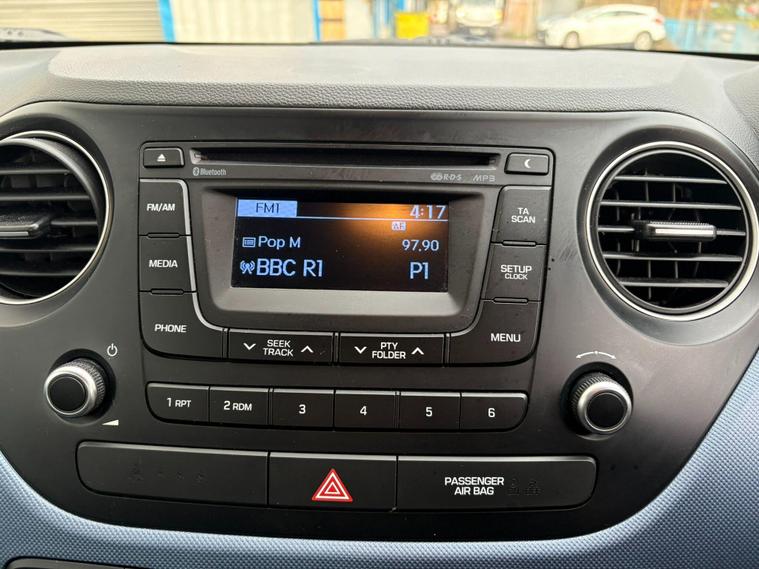 Bluetooth
R·D·S MP3
FM/AM
FM1 4:17
TA
SCAN
AF
Pop M 97.90
MEDIA
BBC R1 P1
SETUP
CLOCK
PHONE
SEEK
TRACK
PTY
FOLDER
MENU
1 RPT 2 RDM 3 4 5 6
PASSENGER
AIR BAG